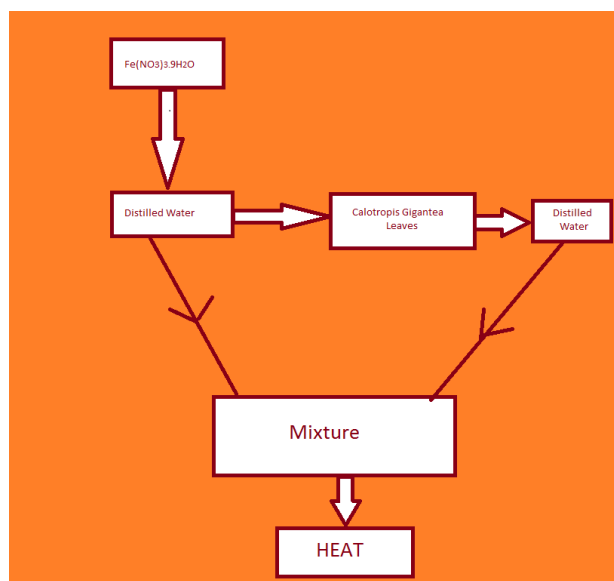 Fe(NO3)3.9H2O
Distilled Water
Calotropis Gigantea
Leaves
Distilled
Water
Mixture
HEAT